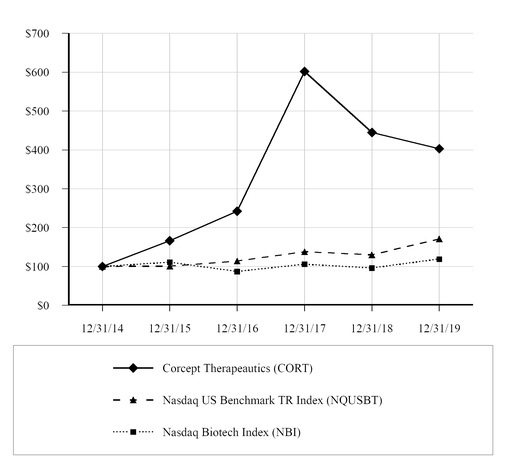 $700
$600
$500
$400
$300
$200
$100
$0
12/31/14 12/31/15 12/31/16 12/31/17 12/31/18 12/31/19
Corcept Therapeautics (CORT)
Nasdaq US Benchmark TR Index (NQUSBT)
Nasdaq Biotech Index (NBI)